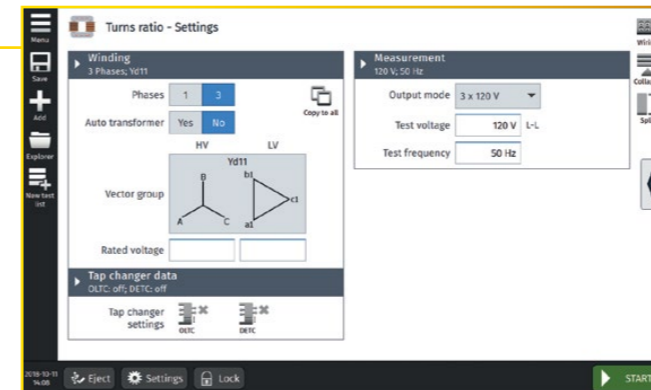 Menu
Save
Add
Explorer
New test list
Turns ratio - Settings
Winding
3 Phases; Yd11
Phases 1 3
Copy to all
Auto transformer Yes No
HV LV
Yd11
Vector group
B b1
A C a1 c1
Rated voltage
Tap changer data
OLTC: off; DETC: off
Tap changer settings
OLTC DETC
Measurement
120 V; 50 Hz
Output mode 3 x 120 V
Test voltage 120 V L-L
Test frequency 50 Hz
2018-10-11
14:08
Eject Settings Lock
START